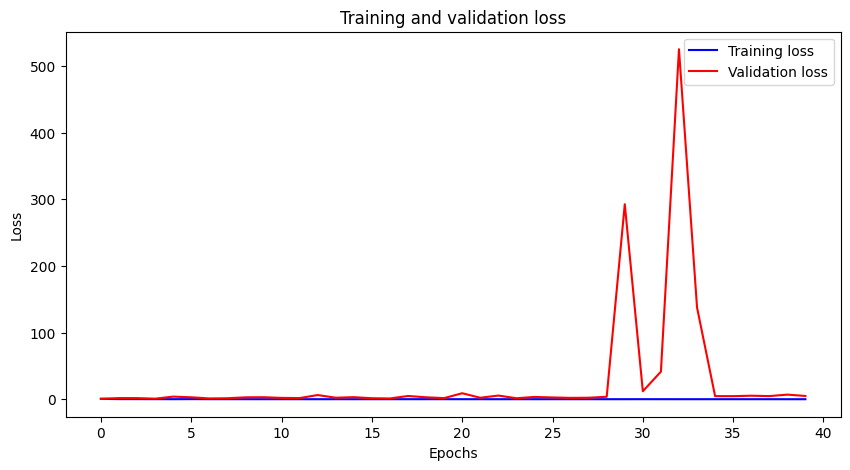 Training and validation loss
Training loss
Validation loss
500
400
300
200
100
0
Loss
0 5 10 15 20 25 30 35 40
Epochs